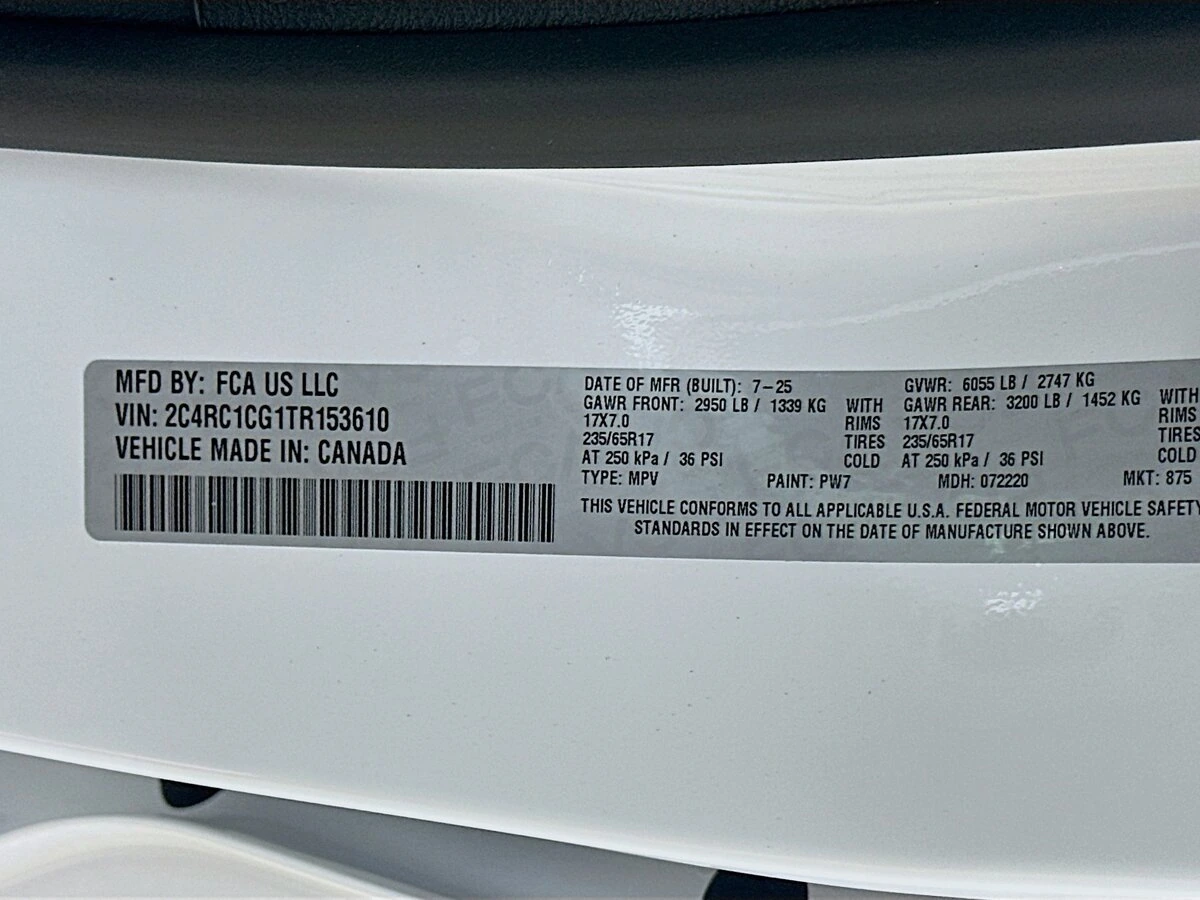 MFD BY: FCA US LLC
VIN: 2C4RC1CG1TR153610
VEHICLE MADE IN: CANADA
DATE OF MFR (BUILT): 7-25
GVWR: 6055 LB / 2747 KG
GAWR FRONT: 2950 LB / 1339 KG WITH
GAWR REAR: 3200 LB / 1452 KG WITH
17X7.0 RIMS
17X7.0 RIMS
235/65R17 TIRES
235/65R17 TIRES
AT 250 kPa / 36 PSI COLD
AT 250 kPa / 36 PSI COLD
TYPE: MPV PAINT: PW7 MDH: 072220 MKT: 875
THIS VEHICLE CONFORMS TO ALL APPLICABLE U.S.A. FEDERAL MOTOR VEHICLE SAFETY
STANDARDS IN EFFECT ON THE DATE OF MANUFACTURE SHOWN ABOVE.